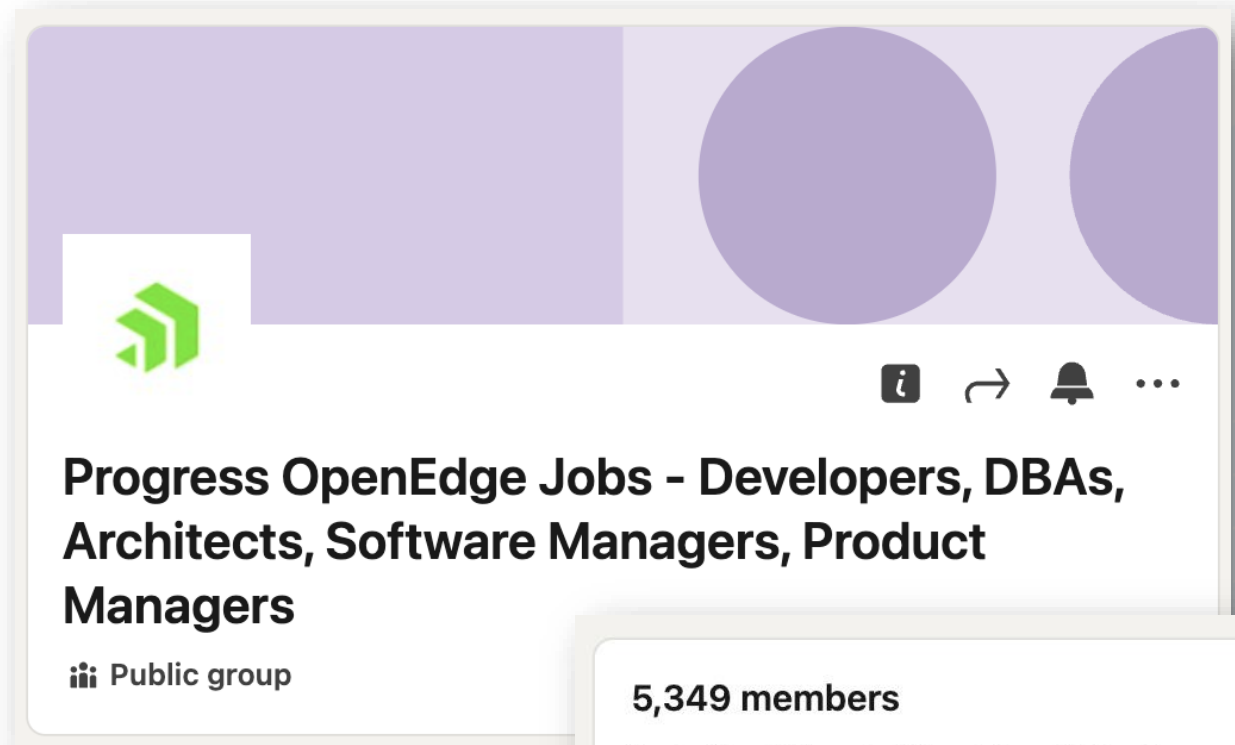 Progress OpenEdge Jobs - Developers, DBAs,
Architects, Software Managers, Product
Managers
Public group
5,349 members